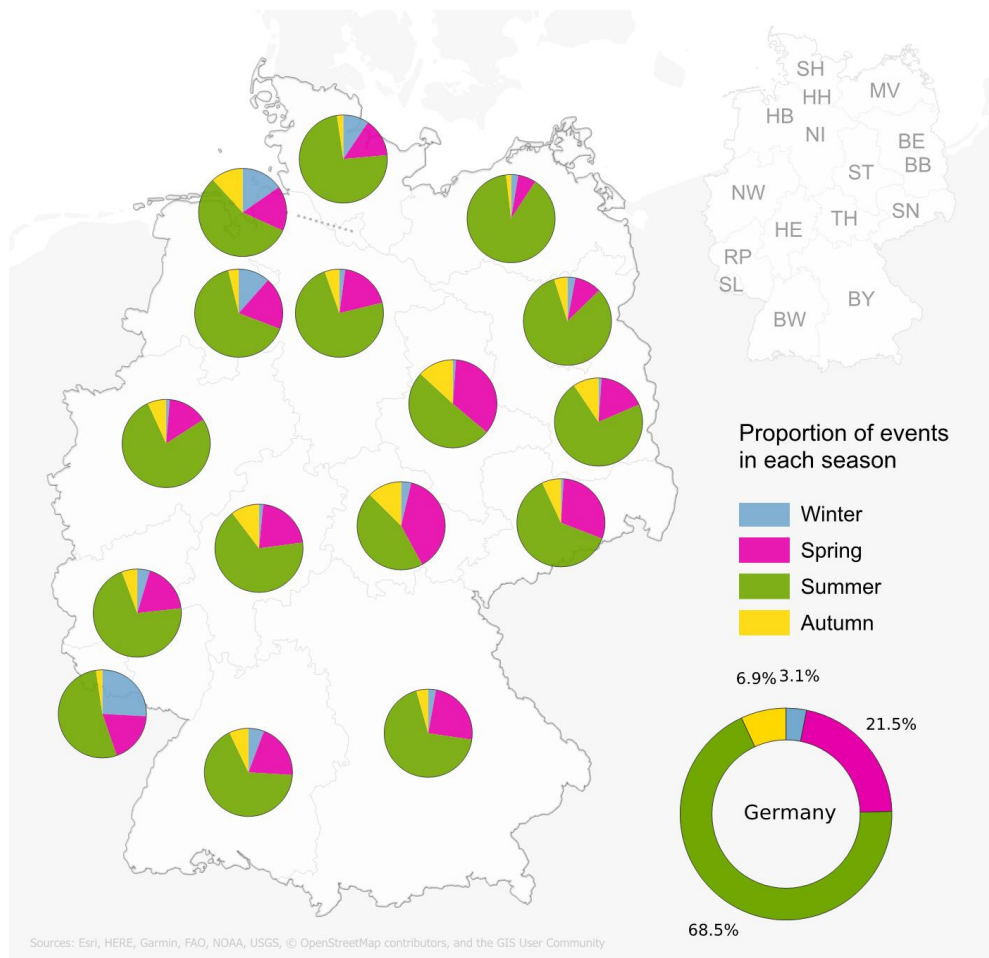 SH
HH
MV
HB
NI
BE
BB
ST
NW
SN
TH
HE
RP
SL
BY
BW
Proportion of events
in each season
Winter
Spring
Summer
Autumn
6.9% 3.1%
21.5%
Germany
68.5%
Sources: Esri, HERE, Garmin, FAO, NOAA, USGS, © OpenStreetMap contributors, and the GIS User Community